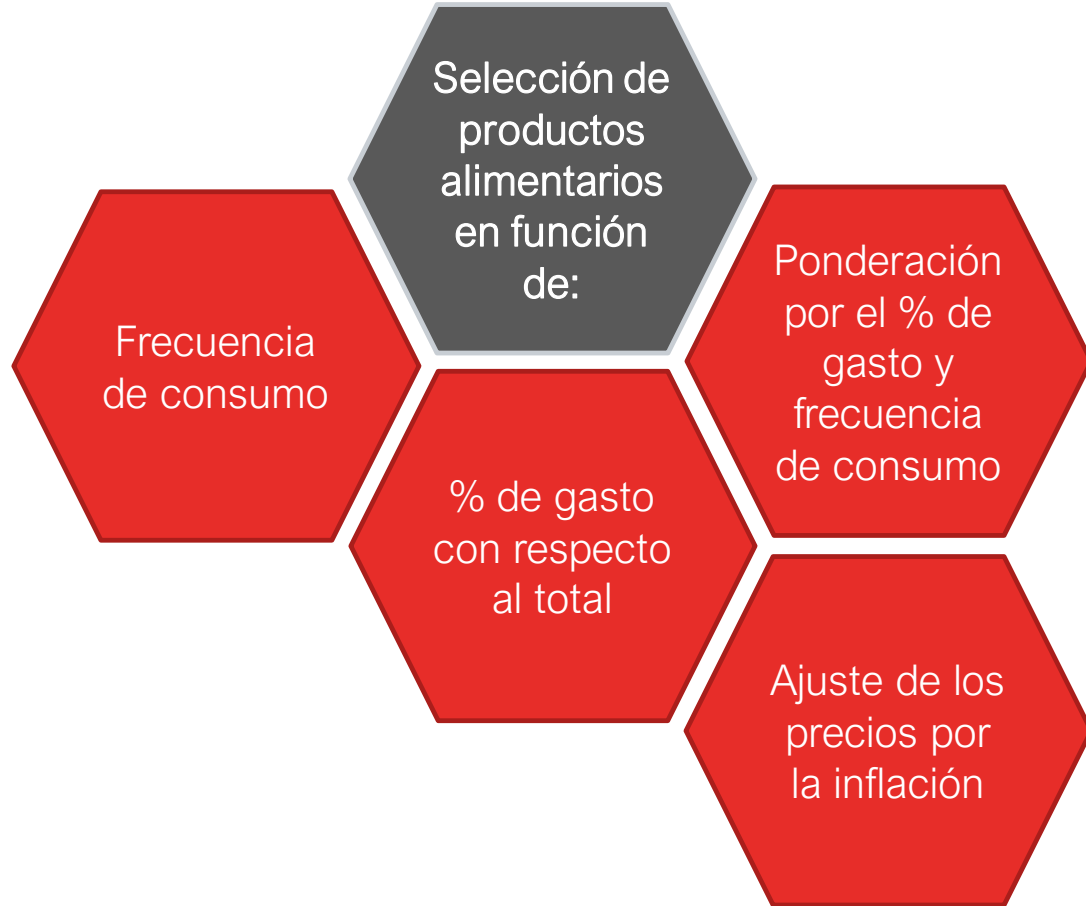 Selección de
productos
alimentarios
en función
de:
Frecuencia
de consumo
% de gasto
con respecto
al total
Ponderación
por el % de
gasto y
frecuencia
de consumo
Ajuste de los
precios por
la inflación